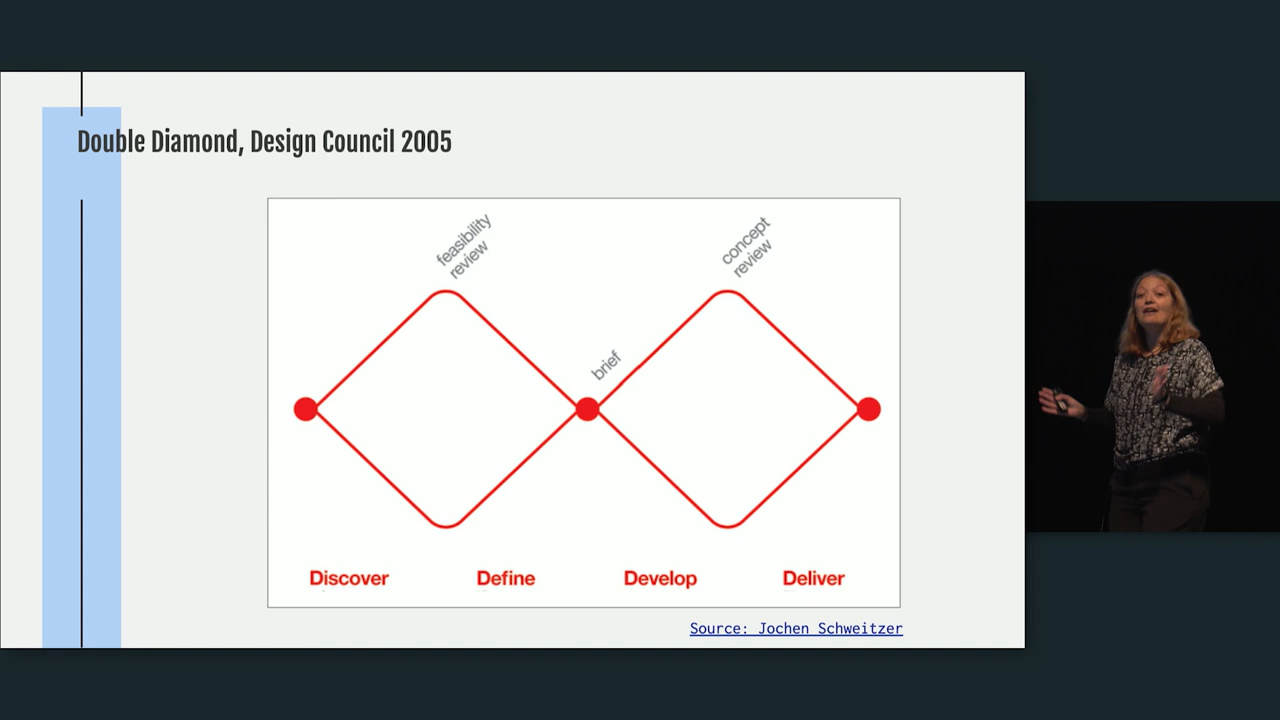 Double Diamond, Design Council 2005
feasibility
review
concept
review
brief
Discover
Define
Develop
Deliver
Source: Jochen Schweitzer